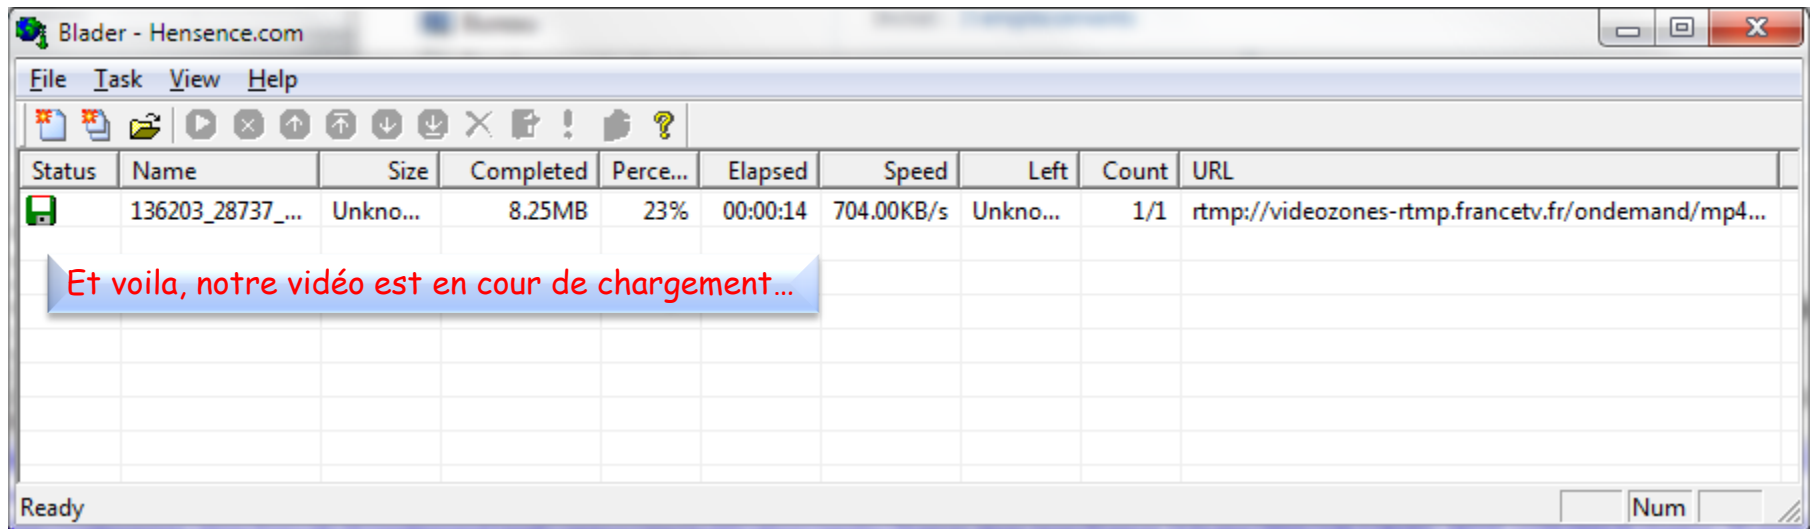 Blader - Hensence.com
File Task View Help
Status Name Size Completed Perce... Elapsed Speed Left Count URL
136203_28737_... Unkno... 8.25MB 23% 00:00:14 704.00KB/s Unkno... 1/1 rtmp://videozones-rtmp.francetv.fr/ondemand/mp4...
Et voila, notre vidéo est en cour de chargement...
Ready Num